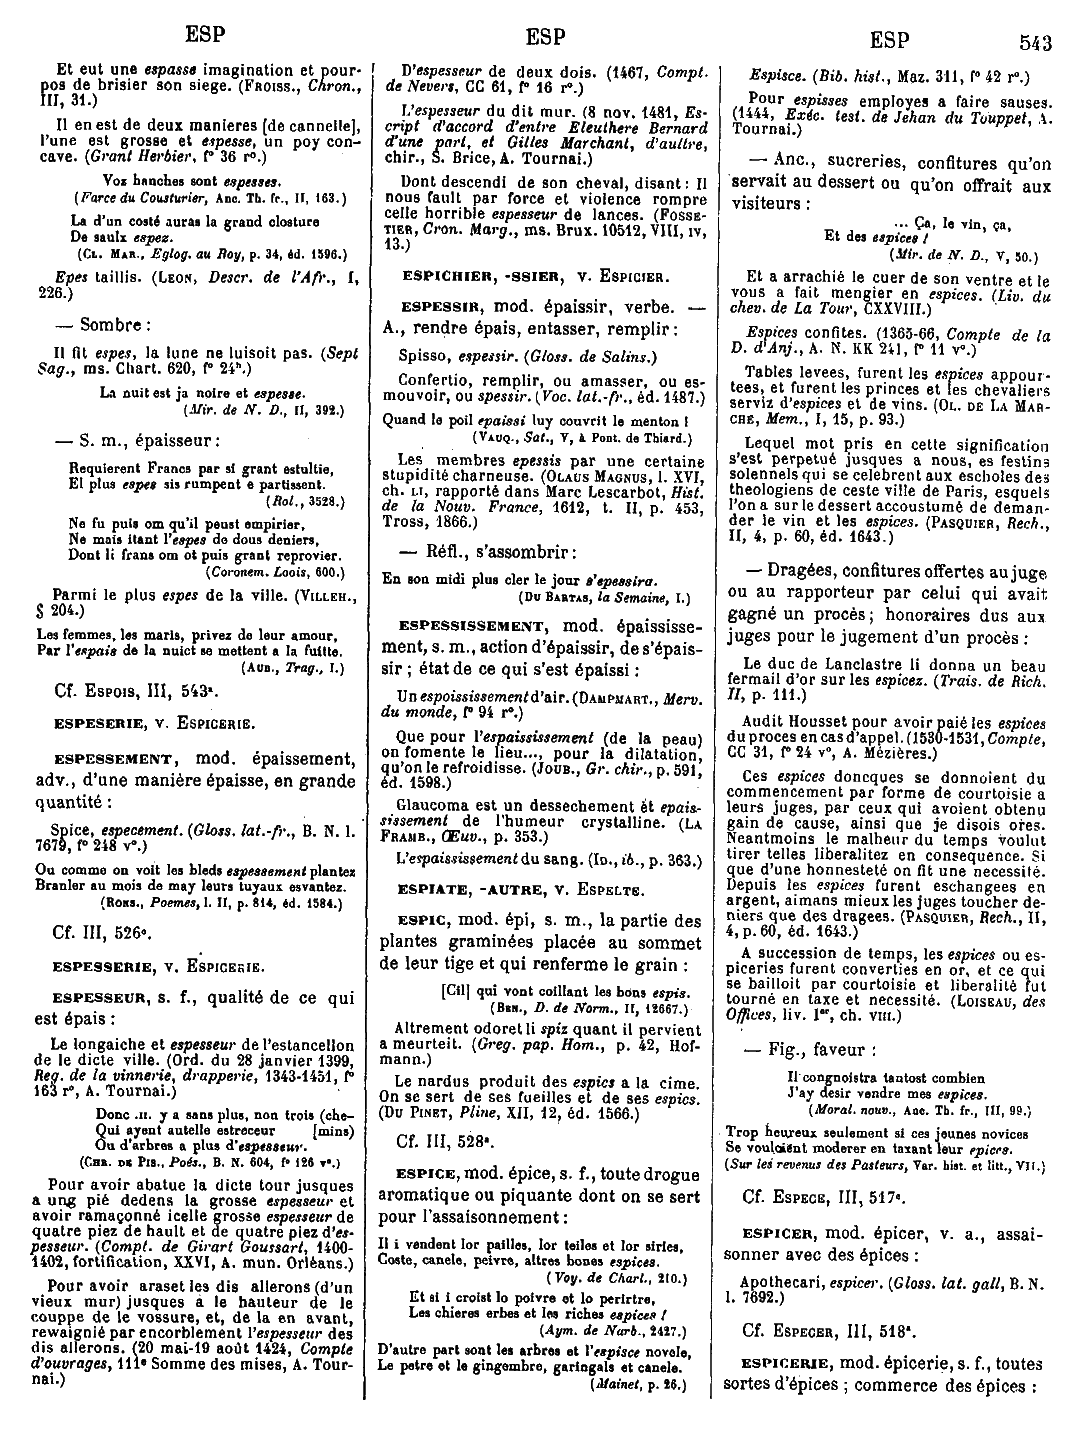 ESP
ESP
ESP 543
Et eut une espasse imagination et pour-
pos de brisier son siege. (FROISS., Chron.,
III, 31.)
Il en est de deux manieres [de cannelle],
l'une est grosse et espesse, un poy con-
cave. (Grant Herbier, f° 36 r°.)
Voz hanches sont espesses.
(Farce du Cousturier, Anc. Th. fr., II, 163.)
La d'un costé auras la grand closture
De saulx espez.
(CL. MAR., Eglog. au Roy, p. 34, éd. 1596.)
Epes taillis. (LEON, Descr. de l'Afr., I,
226.)
— Sombre :
Il fit espes, la lune ne luisoit pas. (Sept
Sag., ms. Chart. 620, f° 24b.)
La nuit est ja noire et espesse.
(Mir. de N. D., II, 392.)
— S. m., épaisseur :
Requierent Francs par si grant estultie,
El plus espes sis rumpent e partissent.
(Rol., 3528.)
Ne fu puis om qu'il peust empirier,
Ne mais itant l'espes de dous deniers,
Dont li frans om ot puis grant reprovier.
(Coronem. Loois, 600.)
Parmi le plus espes de la ville. (VILLEH.,
§ 204.)
Les femmes, les maris, privez de leur amour,
Par l'espais de la nuict se mettent a la fuitte.
(AUB., Trag., I.)
Cf. ESPOIS, III, 543a.
ESPESERIE, v. ESPICERIE.
ESPESSEMENT, mod. épaissement,
adv., d'une manière épaisse, en grande
quantité :
Spice, especement. (Gloss. lat.-fr., B. N. l.
7679, f° 248 v°.)
Ou comme on voit les bleds espessement plantez
Branler au mois de may leurs tuyaux esvantez.
(RONS., Poemes, l. II, p. 814, éd. 1584.)
Cf. III, 526c.
ESPESSERIE, v. ESPICERIE.
ESPESSEUR, s. f., qualité de ce qui
est épais :
Le longaiche et espesseur de l'estancellon
de le dicte ville. (Ord. du 28 janvier 1399,
Reg. de la vinnerie, drapperie, 1343-1451, f°
163 r°, A. Tournai.)
Donc .II. y a sans plus, non trois (che-
Qui ayent autelle estreceur [mins)
Ou d'arbres a plus d'espesseur.
(CHR. DE PIS., Poés., B. N. 604, f° 126 v°.)
Pour avoir abatue la dicte tour jusques
a ung pié dedens la grosse espesseur et
avoir ramaçonné icelle grosse espesseur de
quatre piez de hault et de quatre piez d'es-
pesseur. (Compt. de Girart Goussart, 1400-
1402, fortification, XXVI, A. mun. Orléans.)
Pour avoir araset les dis allerons (d'un
vieux mur) jusques à le hauteur de le
couppe de le vossure, et, de la en avant,
rewaignié par encorblement l'espesseur des
dis allerons. (20 mai-19 août 1424, Compte
d'ouvrages, 111e Somme des mises, A. Tour-
nai.)
D'espesseur de deux dois. (1467, Compt.
de Nevers, CC 61, f° 16 r°.)
L'espesseur du dit mur. (8 nov. 1481, Es-
cript d'accord d'entre Eleuthere Bernard
d'une part, et Gilles Marchant, d'aultre,
chir., S. Brice, A. Tournai.)
Dont descendi de son cheval, disant : Il
nous fault par force et violence rompre
celle horrible espesseur de lances. (FOSSE-
TIER, Cron. Marg., ms. Brux. 10512, VIII, IV,
13.)
ESPICHIER, -SSIER, v. ESPICIER.
ESPESSIR, mod. épaissir, verbe. —
A., rendre épais, entasser, remplir :
Spisso, espessir. (Gloss. de Salins.)
Confertio, remplir, ou amasser, ou es-
mouvoir, ou spessir. (Voc. lat.-fr., éd. 1487.)
Quand le poil epaissi luy couvrit le menton !
(VAUQ., Sat., V, à Pont. de Thiard.)
Les membres epessis par une certaine
stupidité charneuse. (OLAUS MAGNUS, l. XVI,
ch. LI, rapporté dans Marc Lescarbot, Hist.
de la Nouv. France, 1612, t. II, p. 453,
Tross, 1866.)
— Réfl., s'assombrir :
En son midi plus cler le jour s'epessira.
(DU BARTAS, la Semaine, I.)
ESPESSISSEMENT, mod. épaississe-
ment, s. m., action d'épaissir, de s'épais-
sir ; état de ce qui s'est épaissi :
Un espoississement d'air. (DAMPMART., Merv.
du monde, f° 94 r°.)
Que pour l'espaississement (de la peau)
on fomente le lieu..., pour la dilatation,
qu'on le refroidisse. (JOUB., Gr. chir., p. 591,
éd. 1598.)
Glaucoma est un dessechement et epais-
sissement de l'humeur crystalline. (LA
FRAMB., Œuv., p. 353.)
L'espaississement du sang. (ID., ib., p. 363.)
ESPIATE, -AUTRE, v. ESPELTE.
ESPIC, mod. épi, s. m., la partie des
plantes graminées placée au sommet
de leur tige et qui renferme le grain :
[Cil] qui vont coillant les bons espis.
(BEN., D. de Norm., II, 12667.)
Altrement odoret li spiz quant il pervient
a meurteit. (Greg. pap. Hom., p. 42, Hof-
mann.)
Le nardus produit des espics a la cime.
On se sert de ses fueilles et de ses espics.
(DU PINET, Pline, XII, 12, éd. 1566.)
Cf. III, 528a.
ESPICE, mod. épice, s. f., toute drogue
aromatique ou piquante dont on se sert
pour l'assaisonnement :
Il i vendent lor pailles, lor teiles et lor siries,
Coste, canele, peivre, altres bones espices.
(Voy. de Charl., 210.)
Et si i croist lo poivre et lo perirtre,
Les chieres erbes et les riches espices !
(Aym. de Narb., 2427.)
D'autre part sont les arbres et l'espisce novele,
Le petre et le gingembre, garingals et canele.
(Mainet, p. 26.)
Espisce. (Bib. hist., Maz. 311, f° 42 r°.)
Pour espisses employes a faire sauses.
(1444, Exéc. test. de Jehan du Touppet, A.
Tournai.)
— Anc., sucreries, confitures qu'on
servait au dessert ou qu'on offrait aux
visiteurs :
... Ça, le vin, ça,
Et des espices !
(Mir. de N. D., V, 50.)
Et a arrachié le cuer de son ventre et le
vous a fait mengier en espices. (Liv. du
chev. de La Tour, CXXVIII.)
Espices confites. (1365-66, Compte de la
D. d'Anj., A. N. KK 241, f° 11 v°.)
Tables levees, furent les espices appour-
tees, et furent les princes et les chevaliers
serviz d'espices et de vins. (OL. DE LA MAR-
CHE, Mem., I, 15, p. 93.)
Lequel mot pris en cette signification
s'est perpetué jusques a nous, es festins
solennels qui se celebrent aux escholes des
theologiens de ceste ville de Paris, esquels
l'on a sur le dessert accoustumé de deman-
der le vin et les espices. (PASQUIER, Rech.,
II, 4, p. 60, éd. 1643.)
— Dragées, confitures offertes au juge
ou au rapporteur par celui qui avait
gagné un procès ; honoraires dus aux
juges pour le jugement d'un procès :
Le duc de Lanclastre li donna un beau
fermail d'or sur les espicez. (Trais. de Rich.
II, p. 111.)
Audit Housset pour avoir paié les espices
du proces en cas d'appel. (1530-1531, Compte,
CC 31, f° 24 v°, A. Mézières.)
Ces espices doncques se donnoient du
commencement par forme de courtoisie a
leurs juges, par ceux qui avoient obtenu
gain de cause, ainsi que je disois ores.
Neantmoins le malheur du temps voulut
tirer telles liberalitez en consequence. Si
que d'une honnesteté on fit une necessité.
Depuis les espices furent eschangees en
argent, aimans mieux les juges toucher de-
niers que des dragees. (PASQUIER, Rech., II,
4, p. 60, éd. 1643.)
A succession de temps, les espices ou es-
piceries furent converties en or, et ce qui
se bailloit par courtoisie et liberalité fut
tourné en taxe et necessité. (LOISEAU, des
Offices, liv. Ier, ch. VIII.)
— Fig., faveur :
Il congnoistra tantost combien
J'ay desir vendre mes espices.
(Moral. nouv., Anc. Th. fr., III, 99.)
Trop heureux seulement si ces jeunes novices
Se vouloient moderer en taxant leur epices.
(Sur les revenus des Pasteurs, Var. hist. et litt., VII.)
Cf. ESPECE, III, 517c.
ESPICER, mod. épicer, v. a., assai-
sonner avec des épices :
Apothecari, espicer. (Gloss. lat. gall, B. N.
l. 7692.)
Cf. ESPECER, III, 518a.
ESPICERIE, mod. épicerie, s. f., toutes
sortes d'épices ; commerce des épices :